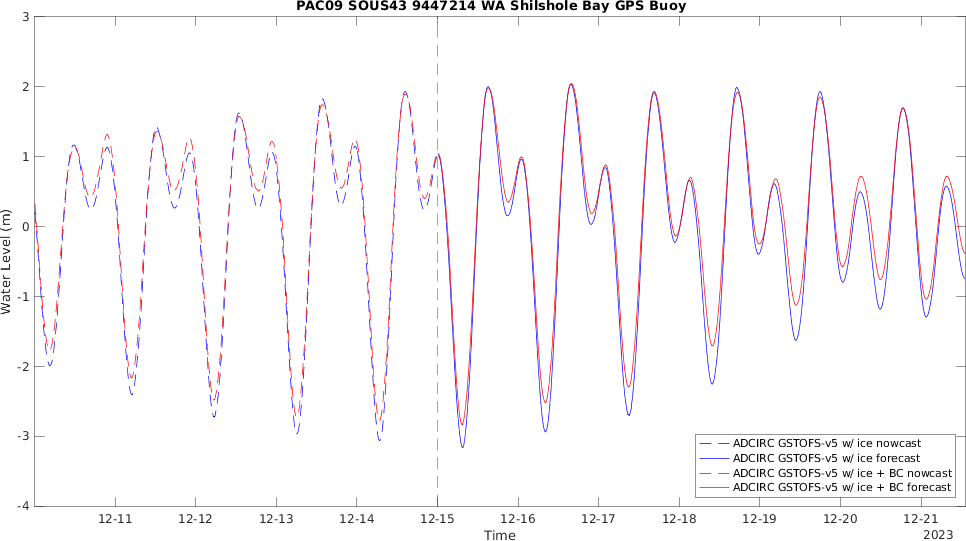 PAC09 SOUS43 9447214 WA Shilshole Bay GPS Buoy
3
2
1
0
-1
-2
-3
-4
Water Level (m)
12-11
12-12
12-13
12-14
12-15
12-16
12-17
12-18
12-19
12-20
12-21
Time
2023
ADCIRC GSTOFS-v5 w/ ice nowcast
ADCIRC GSTOFS-v5 w/ ice forecast
ADCIRC GSTOFS-v5 w/ ice + BC nowcast
ADCIRC GSTOFS-v5 w/ ice + BC forecast